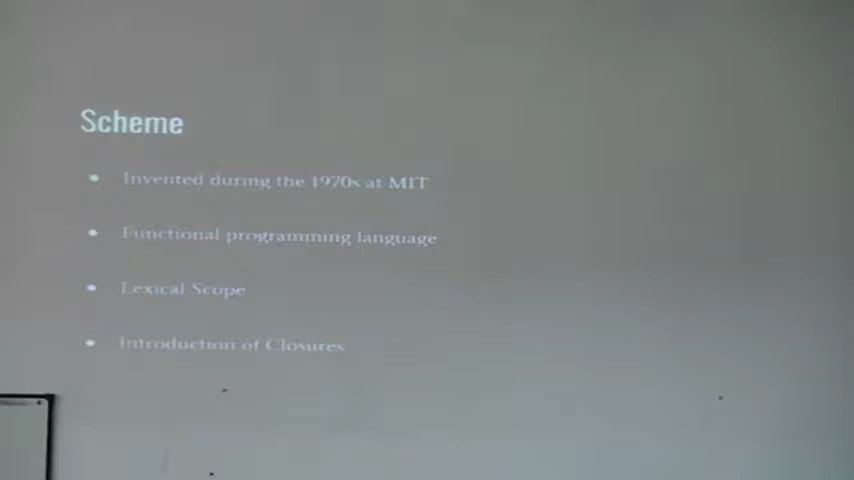 Scheme
Invented during the 1970s at MIT
Functional programming language
Lexical Scope
Introduction of Closures